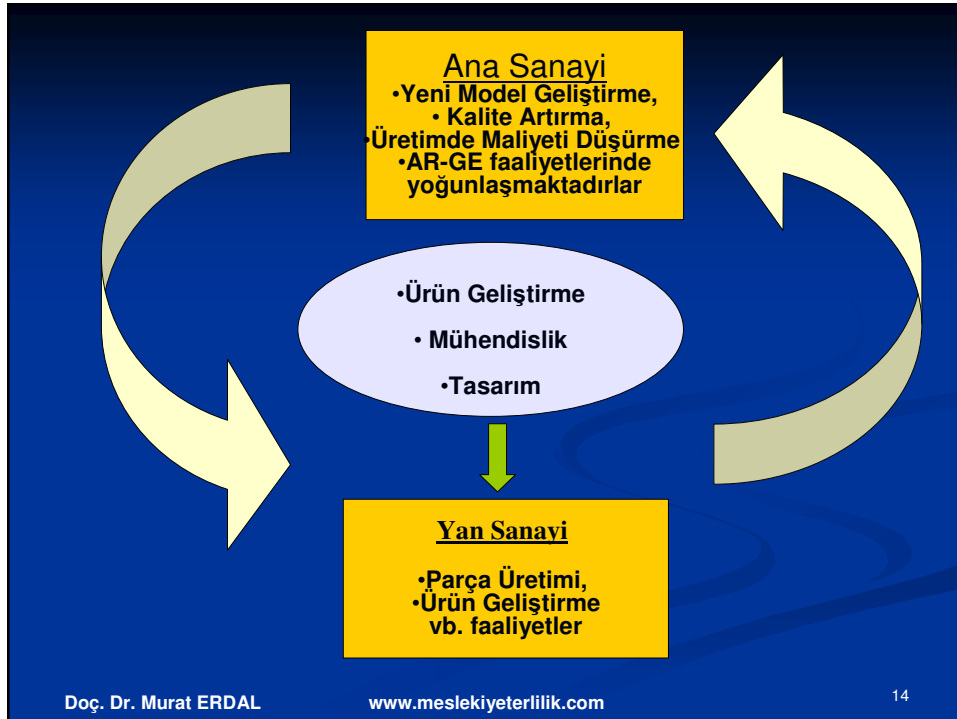 Ana Sanayi
•Yeni Model Geliştirme,
• Kalite Artırma,
•Üretimde Maliyeti Düşürme
•AR-GE faaliyetlerinde
yoğunlaşmaktadırlar
•Ürün Geliştirme
• Mühendislik
•Tasarım
Yan Sanayi
•Parça Üretimi,
•Ürün Geliştirme
vb. faaliyetler
Doç. Dr. Murat ERDAL www.meslekiyeterlilik.com 14